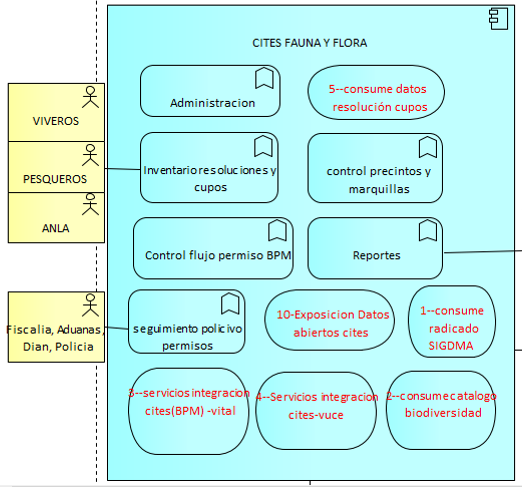 CITES FAUNA Y FLORA
VIVEROS
PESQUEROS
ANLA
Fiscalia, Aduanas,
Dian, Policia
Administracion
5--consume datos
resolución cupos
Inventario resoluciones y
cupos
control precintos y
marquillas
Control flujo permiso BPM
Reportes
seguimiento policivo
permisos
10-Exposicion Datos
abiertos cites
1--consume
radicado
SIGDMA
3--servicios integracion
cites(BPM) -vital
4--Servicios integracion
cites-vuce
2--consume catalogo
biodiversidad